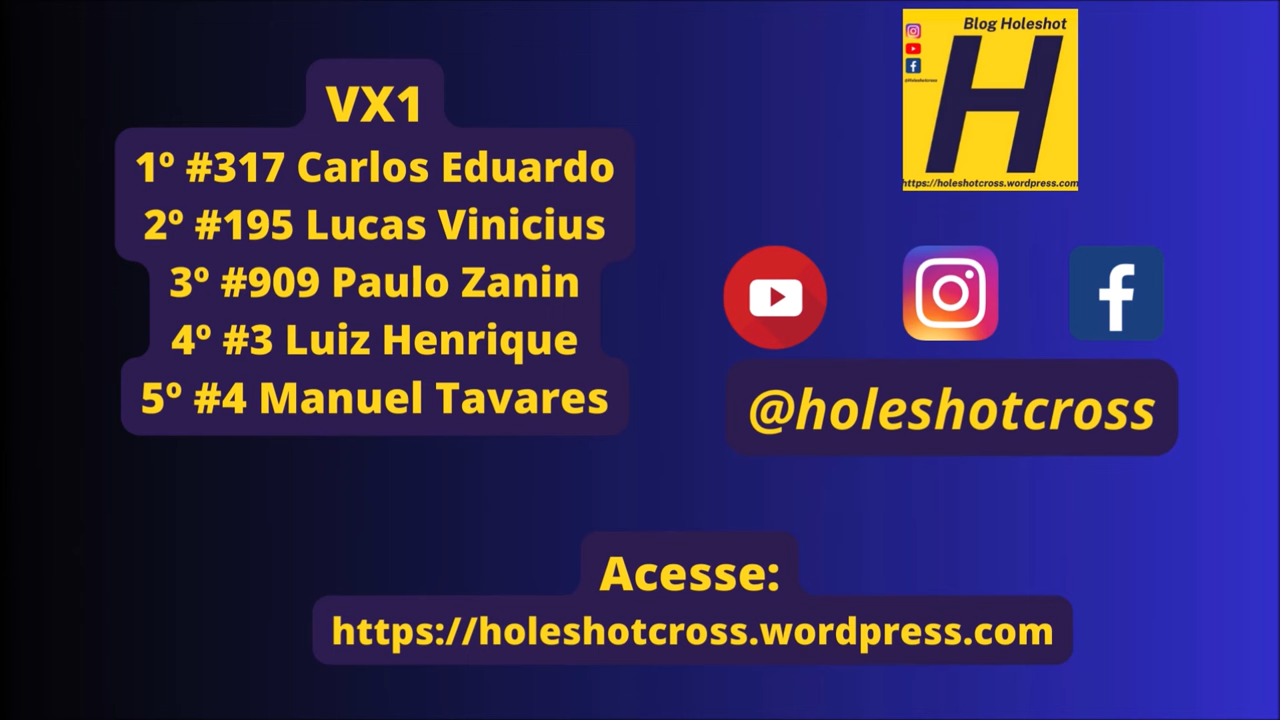 VX1
1º #317 Carlos Eduardo
2º #195 Lucas Vinicius
3º #909 Paulo Zanin
4º #3 Luiz Henrique
5º #4 Manuel Tavares
Blog Holeshot
@holeshotcross
H
https://holeshotcross.wordpress.com
@holeshotcross
Acesse:
https://holeshotcross.wordpress.com